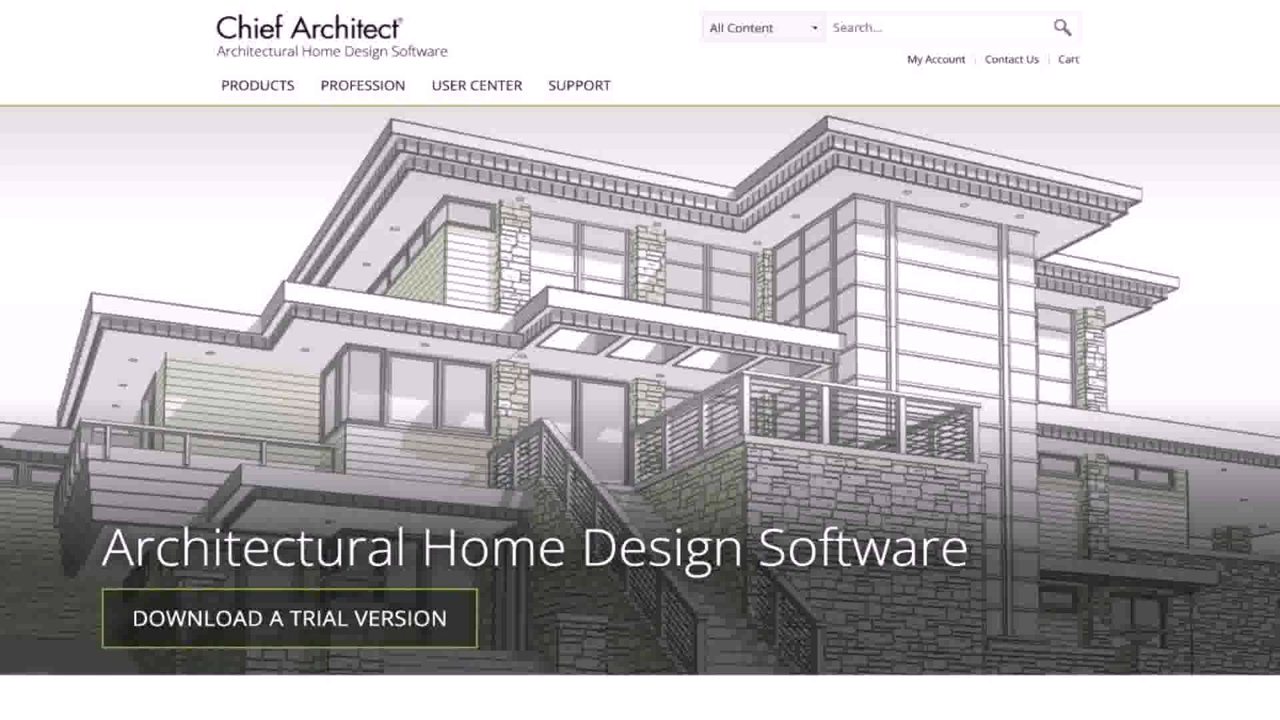 Chief Architect®
Architectural Home Design Software
All Content
Search...
My Account
Contact Us
Cart
PRODUCTS
PROFESSION
USER CENTER
SUPPORT
Architectural Home Design Software
DOWNLOAD A TRIAL VERSION